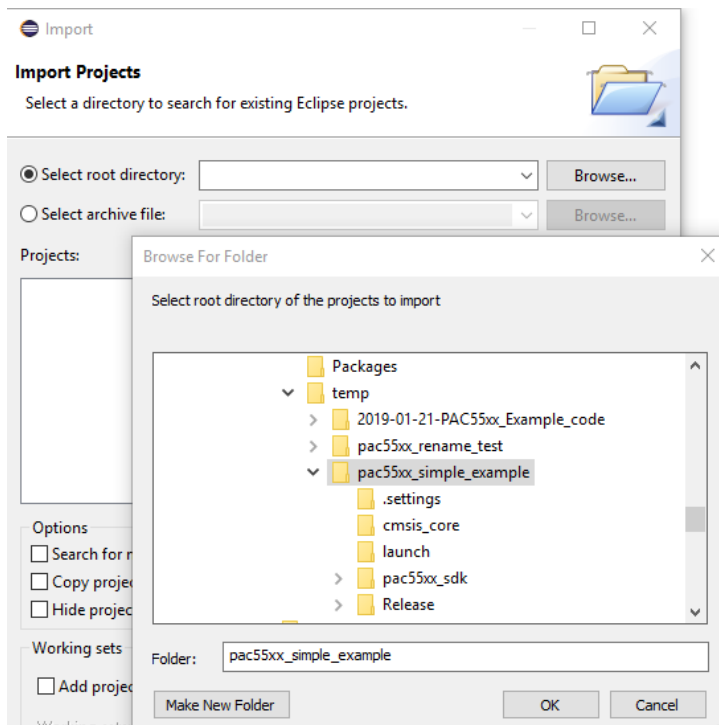 Import
Import Projects
Select a directory to search for existing Eclipse projects.
Select root directory:
Browse...
Select archive file:
Browse...
Projects:
Browse For Folder
Select root directory of the projects to import
Packages
temp
2019-01-21-PAC55xx_Example_code
pac55xx_rename_test
pac55xx_simple_example
.settings
cmsis_core
launch
pac55xx_sdk
Release
Options
Search for
Copy
Hide
Working sets
Add
Folder:
pac55xx_simple_example
Make New Folder
OK
Cancel